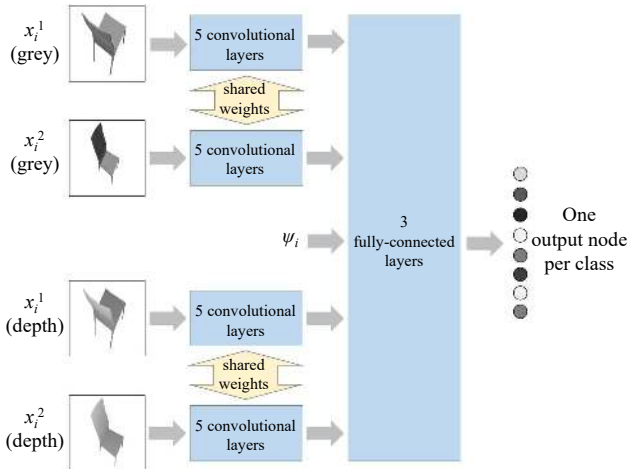 x_i^1
(grey)
5 convolutional
layers
shared
weights
x_i^2
(grey)
5 convolutional
layers
ψ_i
3
fully-connected
layers
One
output node
per class
x_i^1
(depth)
5 convolutional
layers
shared
weights
x_i^2
(depth)
5 convolutional
layers